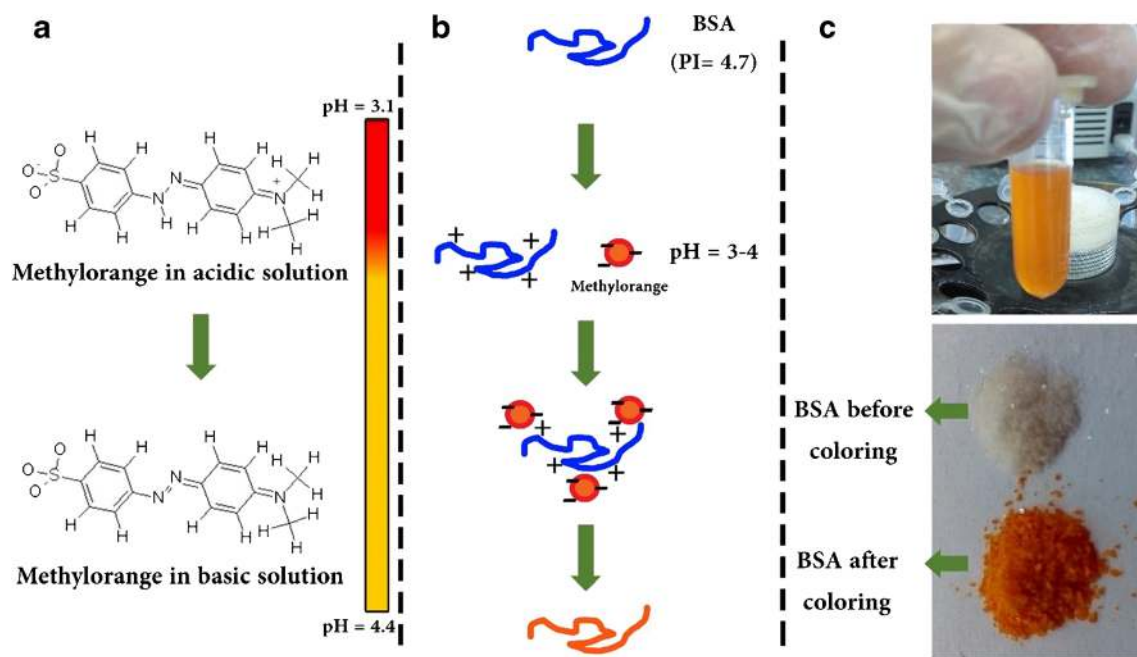 a
pH = 3.1
H
H
H
H
H
O
O
-
S
O
N
N
H
+
N
C
H
H
C
H
H
H
H
H
H
H
Methylorange in acidic solution
H
H
H
H
H
O
O
-
S
O
N
N
N
C
H
H
C
H
H
H
H
H
H
H
Methylorange in basic solution
pH = 4.4
b
BSA
(PI= 4.7)
+
+
+
+
-
-
-
pH = 3-4
Methylorange
-
-
-
-
-
-
+
+
+
+
-
-
-
c
BSA before
coloring
BSA after
coloring